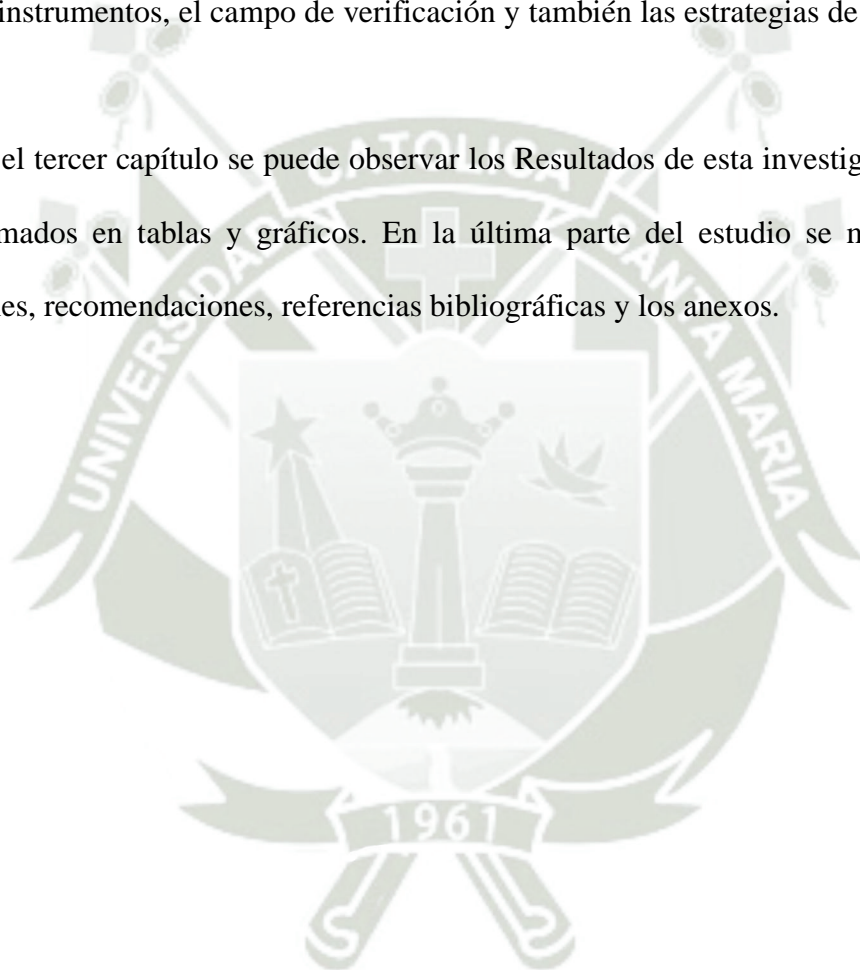 instrumentos, el campo de verificación y también las estrategias de
el tercer capítulo se puede observar los Resultados de esta investig
mados en tablas y gráficos. En la última parte del estudio se
es, recomendaciones, referencias bibliográficas y los anexos.
UNIVERSIDAD CATOLICA SANTA MARIA
1961